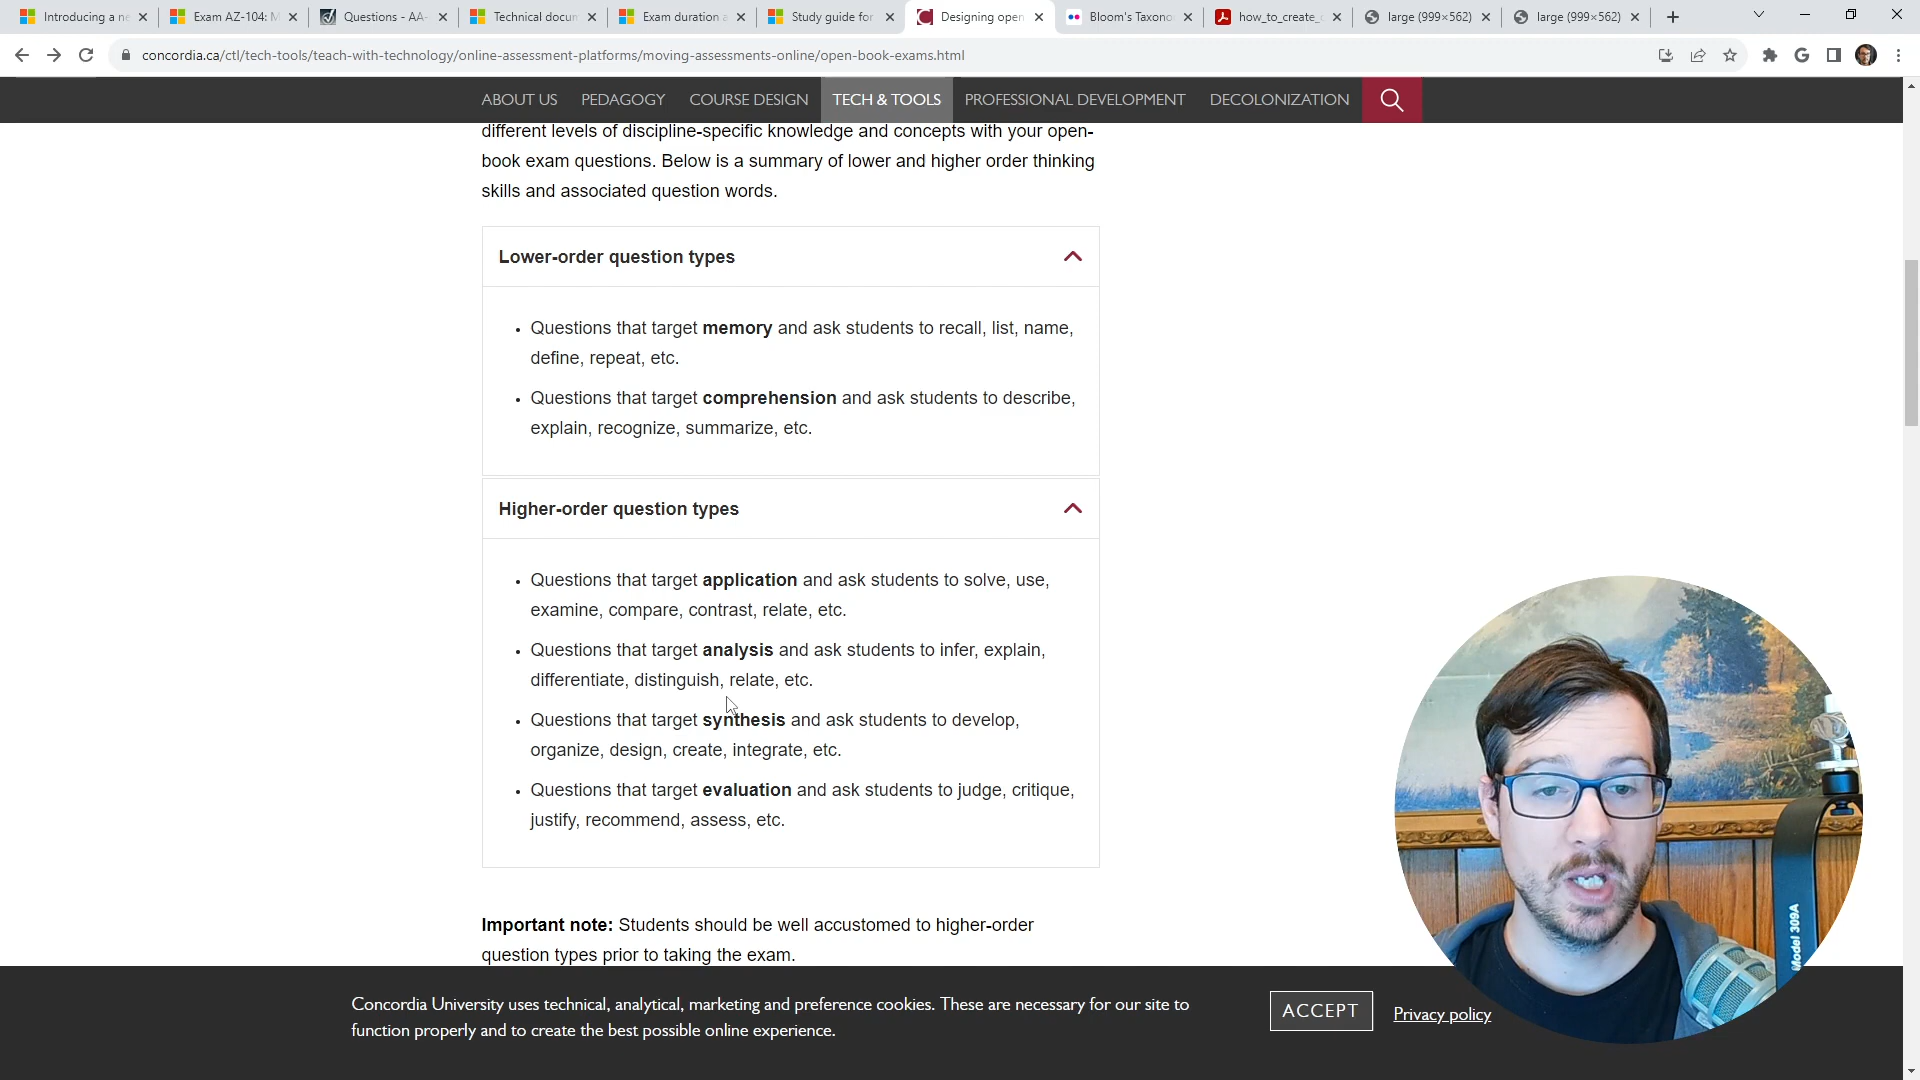 Introducing a ne
Exam AZ-104: M
Questions - AA-
Technical docum
Exam duration a
Study guide for
Designing open
Bloom's Taxono
how_to_create_
large (999×562)
large (999×562)
concordia.ca/ctl/tech-tools/teach-with-technology/online-assessment-platforms/moving-assessments-online/open-book-exams.html
ABOUT US PEDAGOGY COURSE DESIGN TECH & TOOLS PROFESSIONAL DEVELOPMENT DECOLONIZATION
different levels of discipline-specific knowledge and concepts with your open-
book exam questions. Below is a summary of lower and higher order thinking
skills and associated question words.
Lower-order question types
• Questions that target memory and ask students to recall, list, name,
define, repeat, etc.
• Questions that target comprehension and ask students to describe,
explain, recognize, summarize, etc.
Higher-order question types
• Questions that target application and ask students to solve, use,
examine, compare, contrast, relate, etc.
• Questions that target analysis and ask students to infer, explain,
differentiate, distinguish, relate, etc.
• Questions that target synthesis and ask students to develop,
organize, design, create, integrate, etc.
• Questions that target evaluation and ask students to judge, critique,
justify, recommend, assess, etc.
Important note: Students should be well accustomed to higher-order
question types prior to taking the exam.
Model 309A
Concordia University uses technical, analytical, marketing and preference cookies. These are necessary for our site to
function properly and to create the best possible online experience.
ACCEPT
Privacy policy